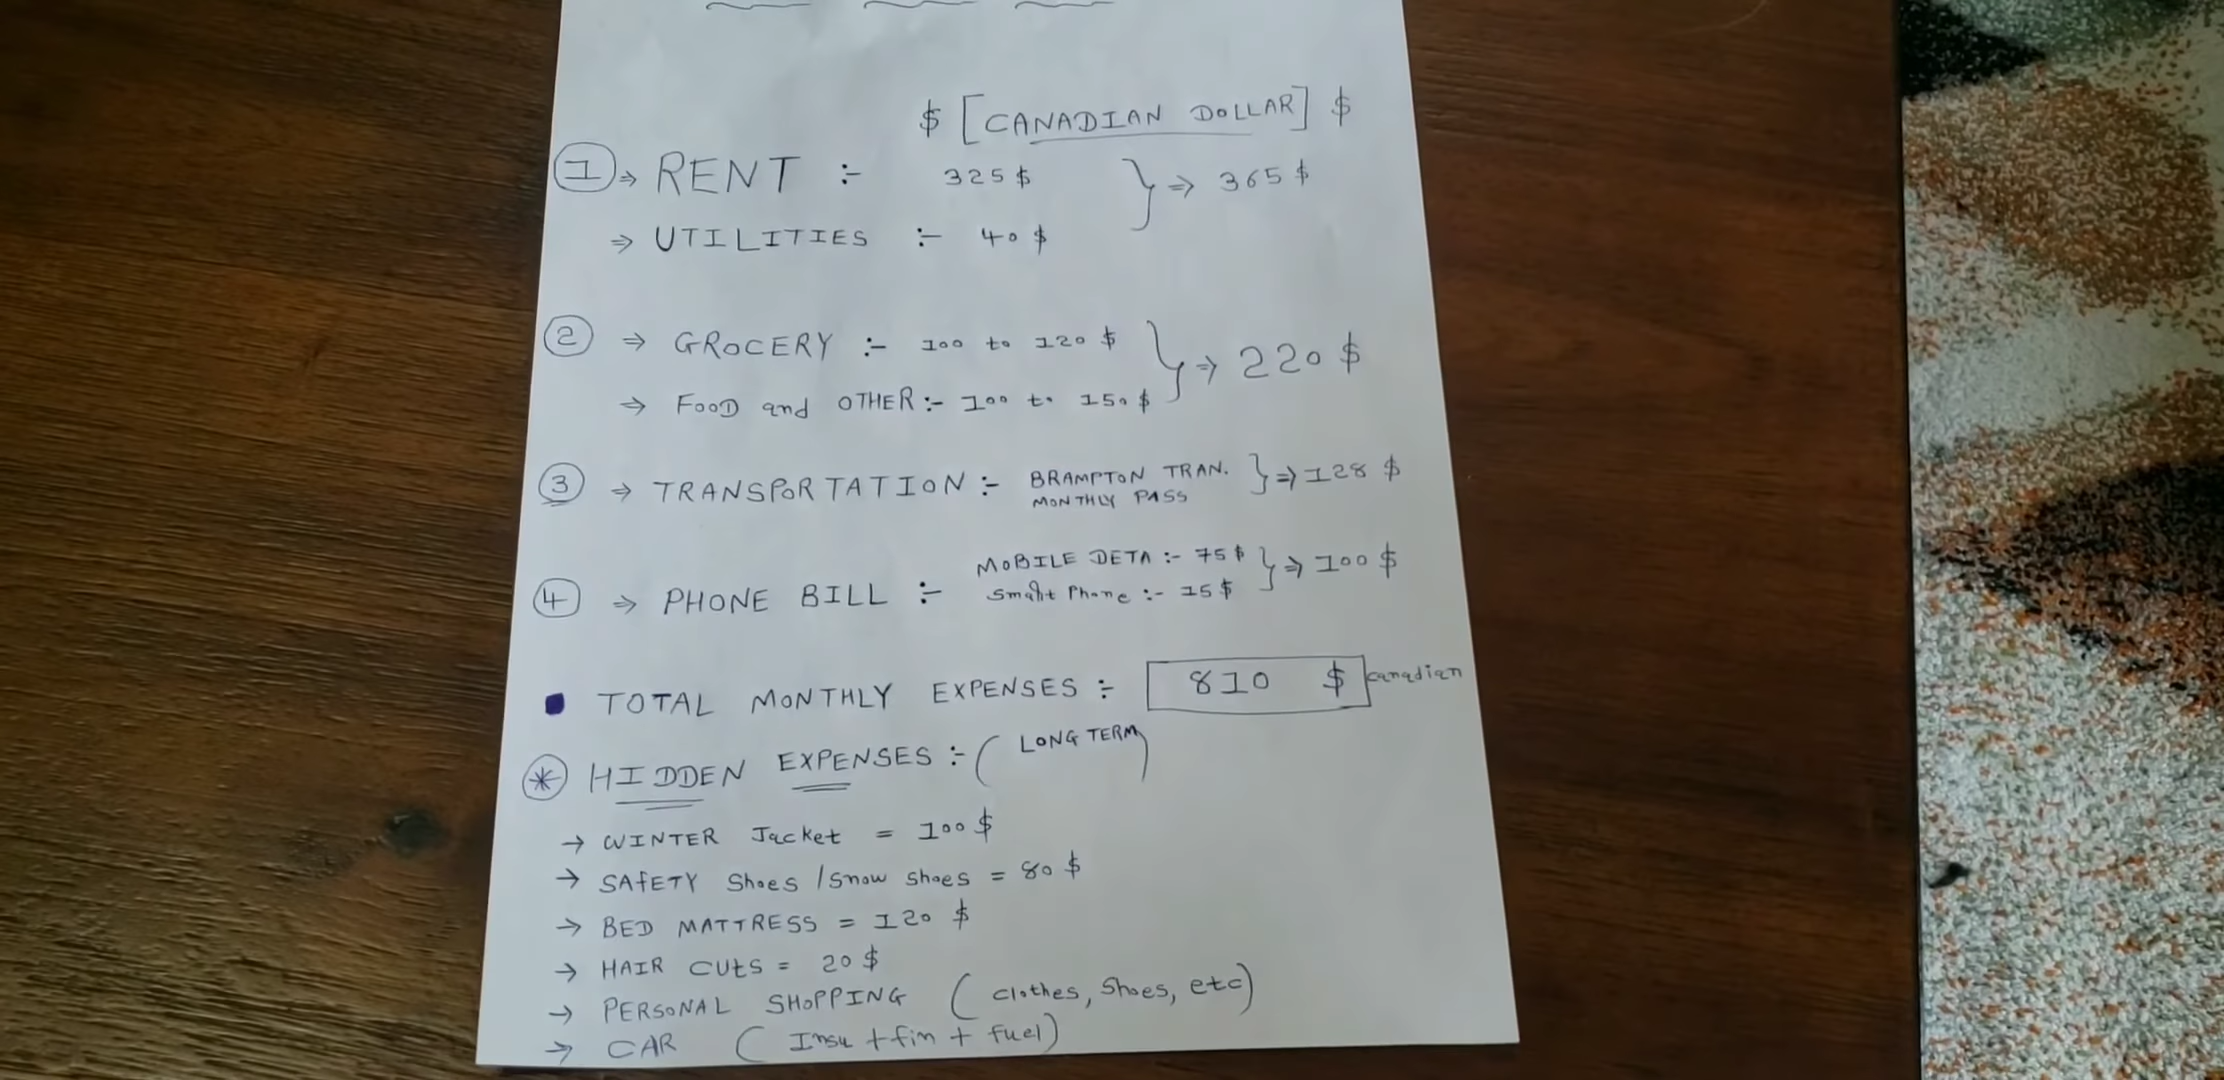 $ [CANADIAN DOLLAR] $
1 ⇒ RENT :- 325 $ } ⇒ 365 $
⇒ UTILITIES :- 40 $
2 ⇒ GROCERY :- 100 to 120 $ } ⇒ 220 $
⇒ FOOD and OTHER :- 100 to 150 $
3 ⇒ TRANSPORTATION :- BRAMPTON TRAN. } ⇒ 128 $
MONTHLY PASS
MOBILE DETA :- 75 $ } ⇒ 100 $
4 ⇒ PHONE BILL :- Smart Phone :- 25 $
■ TOTAL MONTHLY EXPENSES :- 810 $ canadian
* HIDDEN EXPENSES :- ( LONG TERM )
→ WINTER Jacket = 100 $
→ SAFETY Shoes / Snow shoes = 80 $
→ BED MATTRESS = 120 $
→ HAIR CUtS = 20 $
→ PERSONAL SHOPPING ( Clothes, Shoes, etc )
→ CAR ( Insu + fin + fuel )